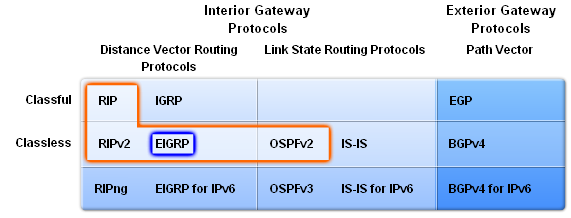 Interior Gateway Exterior Gateway
Protocols Protocols
Distance Vector Routing Link State Routing Protocols Path Vector
Protocols
Classful RIP IGRP EGP
Classless RIPv2 EIGRP OSPFv2 IS-IS BGPv4
RIPng EIGRP for IPv6 OSPFv3 IS-IS for IPv6 BGPv4 for IPv6